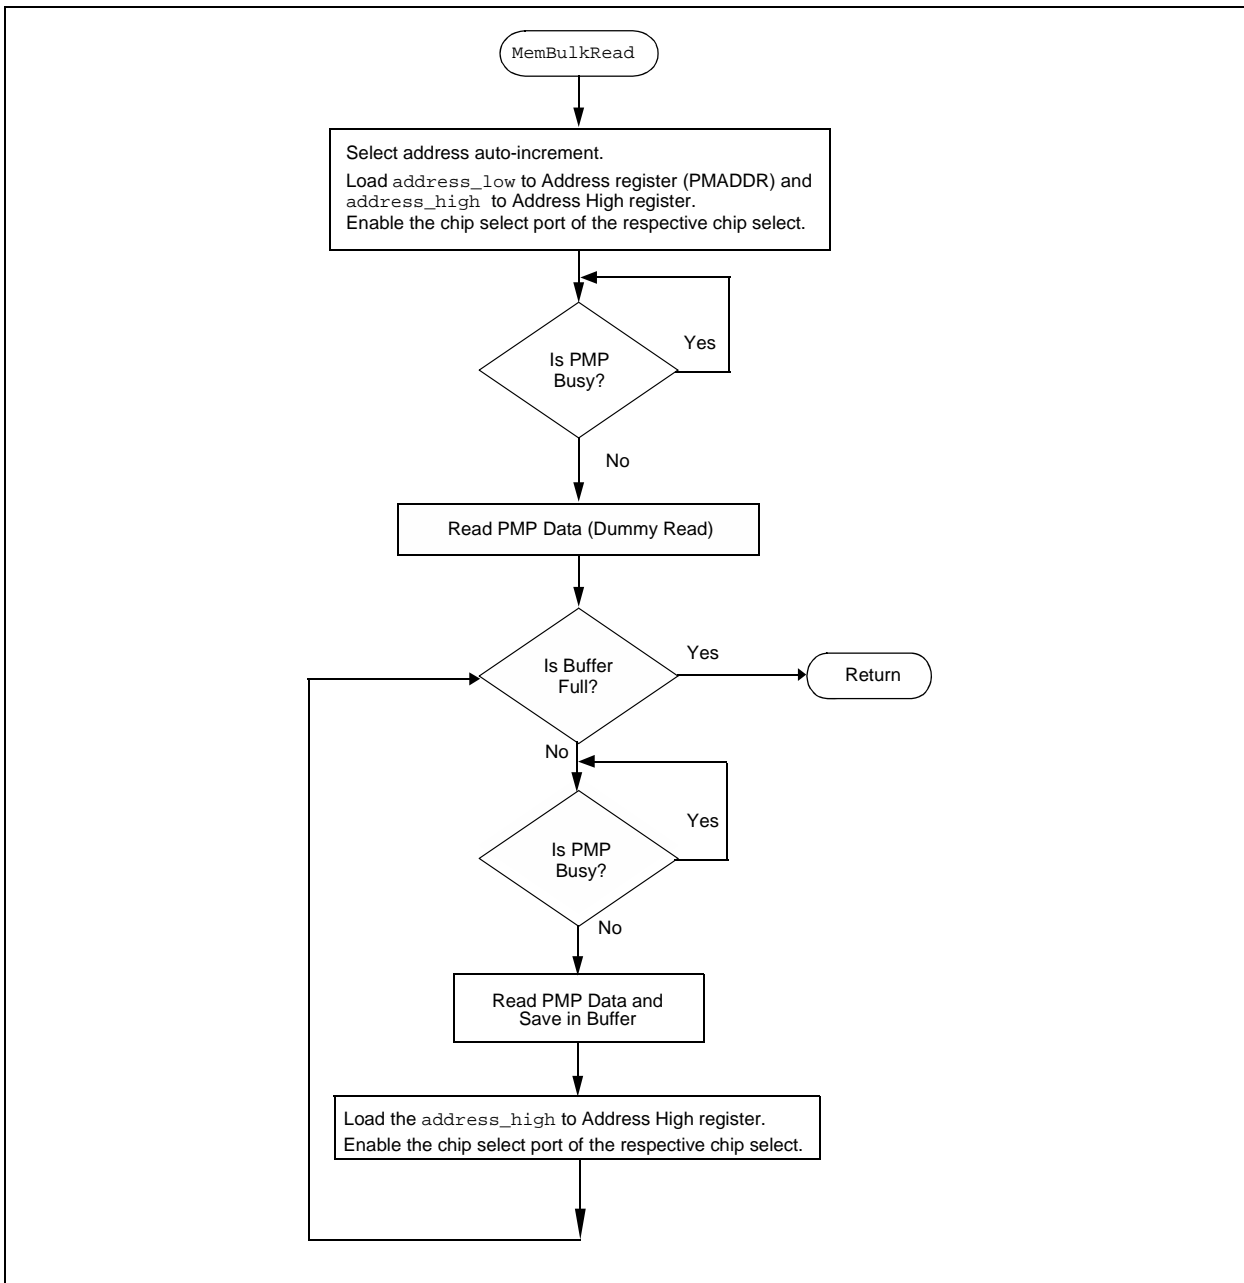 MemBulkRead
Select address auto-increment.
Load address_low to Address register (PMADDR) and
address_high to Address High register.
Enable the chip select port of the respective chip select.
Yes
Is PMP
Busy?
No
Read PMP Data (Dummy Read)
Yes
Is Buffer
Full?
Return
No
Yes
Is PMP
Busy?
No
Read PMP Data and
Save in Buffer
Load the address_high to Address High register.
Enable the chip select port of the respective chip select.